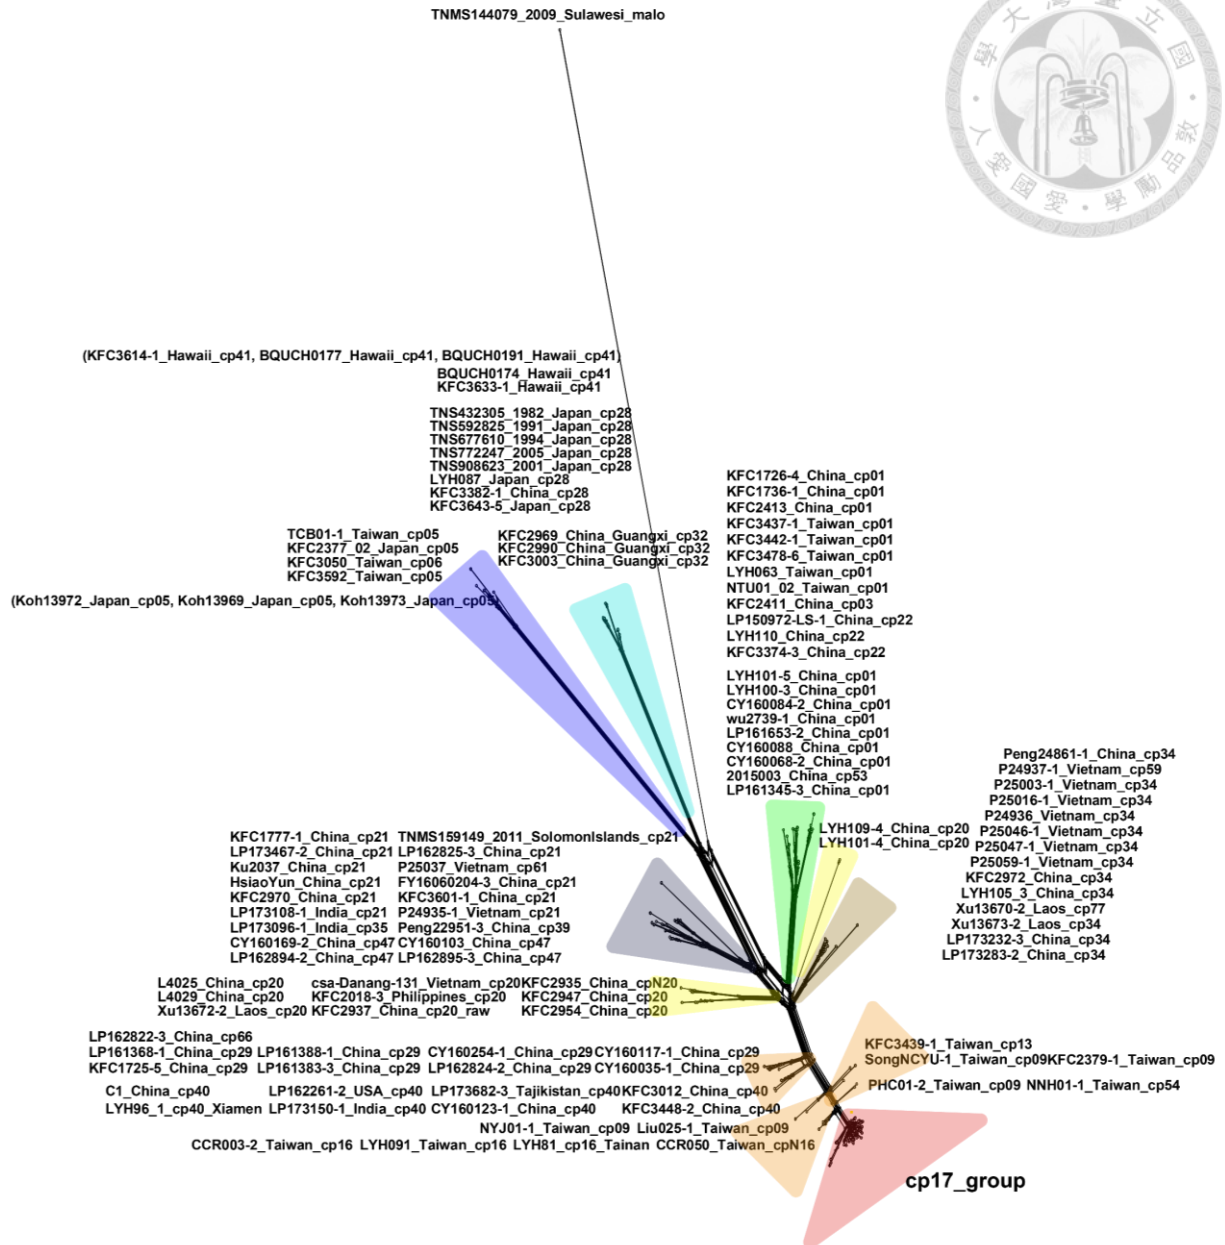 TNMS144079_2009_Sulawesi_malo
(KFC3614-1_Hawaii_cp41, BQUCH0177_Hawaii_cp41, BQUCH0191_Hawaii_cp41)
BQUCH0174_Hawaii_cp41
KFC3633-1_Hawaii_cp41
TNS432305_1982_Japan_cp28
TNS592825_1991_Japan_cp28
TNS677610_1994_Japan_cp28
TNS772247_2005_Japan_cp28
TNS908623_2001_Japan_cp28
LYH087_Japan_cp28
KFC3382-1_China_cp28
KFC3643-5_Japan_cp28
TCB01-1_Taiwan_cp05
KFC2377_02_Japan_cp05
KFC3050_Taiwan_cp06
KFC3592_Taiwan_cp05
(Koh13972_Japan_cp05, Koh13969_Japan_cp05, Koh13973_Japan_cp05)
KFC2969_China_Guangxi_cp32
KFC2990_China_Guangxi_cp32
KFC3003_China_Guangxi_cp32
KFC1726-4_China_cp01
KFC1736-1_China_cp01
KFC2413_China_cp01
KFC3437-1_Taiwan_cp01
KFC3442-1_Taiwan_cp01
KFC3478-6_Taiwan_cp01
LYH063_Taiwan_cp01
NTU01_02_Taiwan_cp01
KFC2411_China_cp03
LP150972-LS-1_China_cp22
LYH110_China_cp22
KFC3374-3_China_cp22
LYH101-5_China_cp01
LYH100-3_China_cp01
CY160084-2_China_cp01
wu2739-1_China_cp01
LP161653-2_China_cp01
CY160088_China_cp01
CY160068-2_China_cp01
2015003_China_cp53
LP161345-3_China_cp01
LYH109-4_China_cp20
LYH101-4_China_cp20
Peng24861-1_China_cp34
P24937-1_Vietnam_cp59
P25003-1_Vietnam_cp34
P25016-1_Vietnam_cp34
P24936_Vietnam_cp34
P25046-1_Vietnam_cp34
P25047-1_Vietnam_cp34
P25059-1_Vietnam_cp34
KFC2972_China_cp34
LYH105_3_China_cp34
Xu13670-2_Laos_cp77
Xu13673-2_Laos_cp34
LP173232-3_China_cp34
LP173283-2_China_cp34
KFC1777-1_China_cp21 TNMS159149_2011_SolomonIslands_cp21
LP173467-2_China_cp21 LP162825-3_China_cp21
Ku2037_China_cp21 P25037_Vietnam_cp61
HsiaoYun_China_cp21 FY16060204-3_China_cp21
KFC2970_China_cp21 KFC3601-1_China_cp21
LP173108-1_India_cp21 P24935-1_Vietnam_cp21
LP173096-1_India_cp35 Peng22951-3_China_cp39
CY160169-2_China_cp47 CY160103_China_cp47
LP162894-2_China_cp47 LP162895-3_China_cp47
L4025_China_cp20 csa-Danang-131_Vietnam_cp20 KFC2935_China_cpN20
L4029_China_cp20 KFC2018-3_Philippines_cp20 KFC2947_China_cp20
Xu13672-2_Laos_cp20 KFC2937_China_cp20_raw KFC2954_China_cp20
LP162822-3_China_cp66
LP161368-1_China_cp29 LP161388-1_China_cp29 CY160254-1_China_cp29 CY160117-1_China_cp29
KFC1725-5_China_cp29 LP161383-3_China_cp29 LP162824-2_China_cp29 CY160035-1_China_cp29
C1_China_cp40 LP162261-2_USA_cp40 LP173682-3_Tajikistan_cp40 KFC3012_China_cp40
LYH96_1_cp40_Xiamen LP173150-1_India_cp40 CY160123-1_China_cp40 KFC3448-2_China_cp40
NYJ01-1_Taiwan_cp09 Liu025-1_Taiwan_cp09
CCR003-2_Taiwan_cp16 LYH091_Taiwan_cp16 LYH81_cp16_Tainan CCR050_Taiwan_cpN16
KFC3439-1_Taiwan_cp13
SongNCYU-1_Taiwan_cp09 KFC2379-1_Taiwan_cp09
PHC01-2_Taiwan_cp09 NNH01-1_Taiwan_cp54
cp17_group